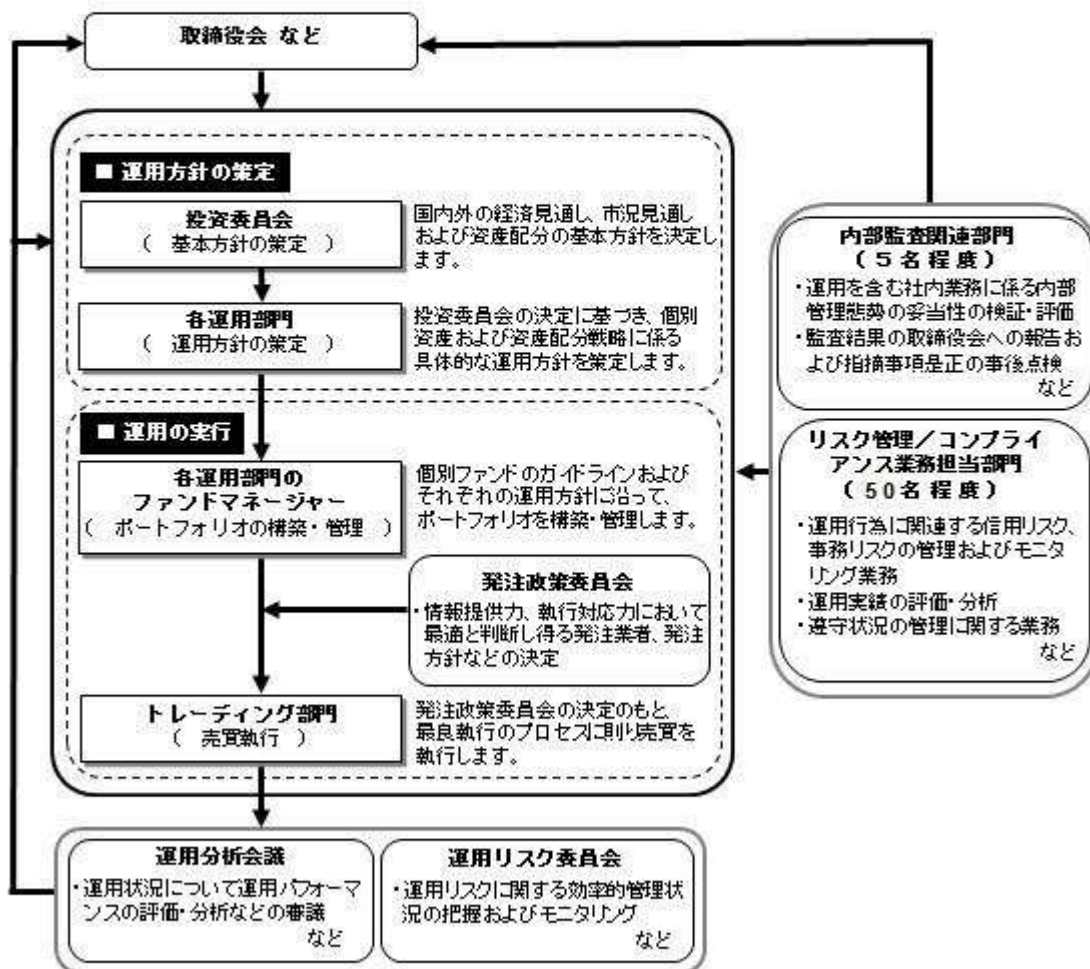 取締役会 など
■ 運用方針の策定
投資委員会
( 基本方針の策定 )
国内外の経済見通し、市況見通し
および資産配分の基本方針を決定し
ます。
各運用部門
( 運用方針の策定 )
投資委員会の決定に基づき、個別
資産および資産配分戦略に係る
具体的な運用方針を策定します。
■ 運用の実行
各運用部門の
ファンドマネージャー
( ポートフォリオの構築・管理 )
個別ファンドのガイドラインおよび
それぞれの運用方針に沿って、
ポートフォリオを構築・管理します。
発注政策委員会
・情報提供力、執行対応力において
最適と判断し得る発注業者、発注
方針などの決定
トレーディング部門
( 売買執行 )
発注政策委員会の決定のもと、
最良執行のプロセスに則り売買を
執行します。
運用分析会議
・運用状況について運用パフォーマ
ンスの評価・分析などの審議
など
運用リスク委員会
・運用リスクに関する効率的管理状
況の把握およびモニタリング
など
内部監査関連部門
(5名程度)
・運用を含む社内業務に係る内部
管理態勢の妥当性の検証・評価
・監査結果の取締役会への報告お
よび指摘事項是正の事後点検
など
リスク管理/コンプライ
アンス業務担当部門
(50名程度)
・運用行為に関連する信用リスク、
事務リスクの管理およびモニタ
リング業務
・運用実績の評価・分析
・遵守状況の管理に関する業務
など